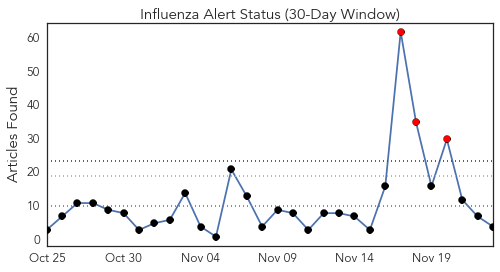 Influenza Alert Status (30-Day Window)
Articles Found
60
50
40
30
20
10
0
Oct 25 Oct 30 Nov 04 Nov 09 Nov 14 Nov 19